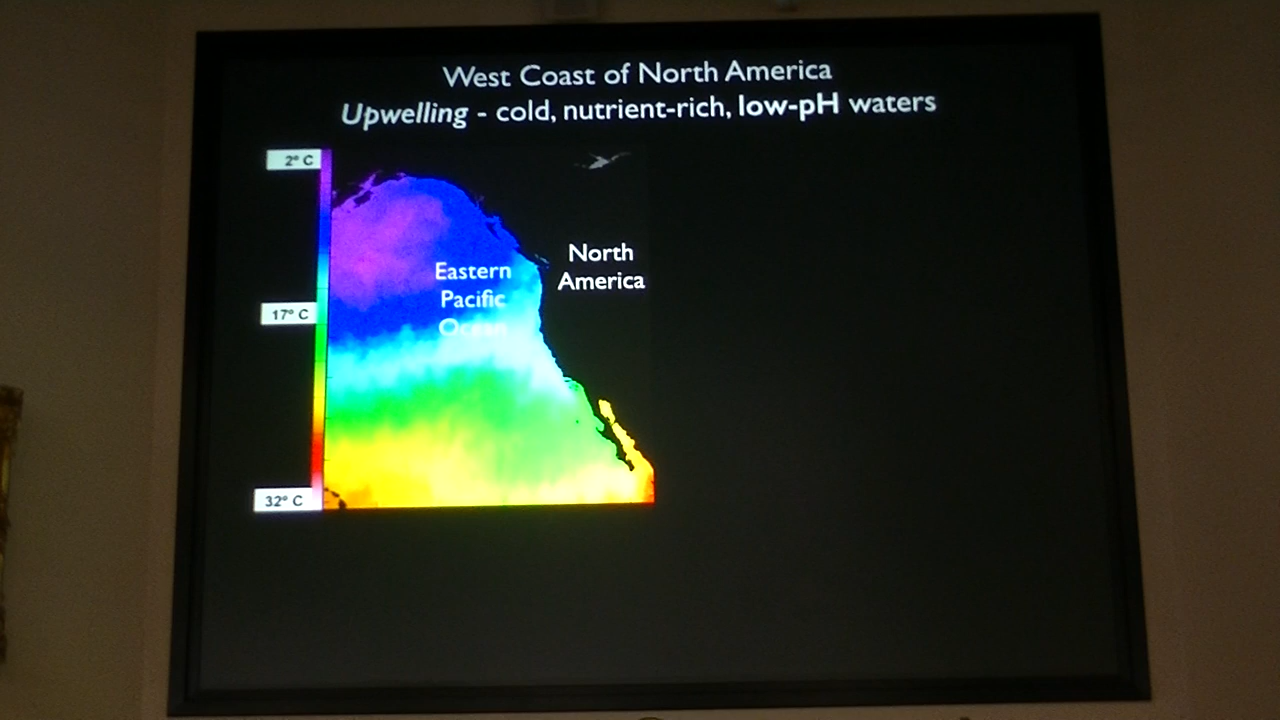 West Coast of North America
Upwelling - cold, nutrient-rich, low-pH waters
2° C
North
America
Eastern
Pacific
Ocean
17° C
32° C